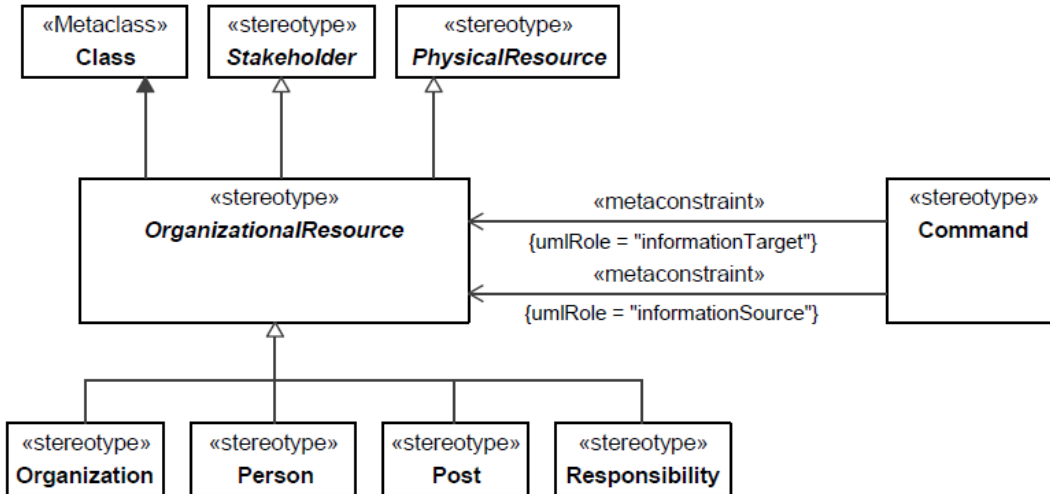 «Metaclass»
Class
«stereotype»
Stakeholder
«stereotype»
PhysicalResource
«stereotype»
OrganizationalResource
«metaconstraint»
{umlRole = "informationTarget"}
«metaconstraint»
{umlRole = "informationSource"}
«stereotype»
Command
«stereotype»
Organization
«stereotype»
Person
«stereotype»
Post
«stereotype»
Responsibility